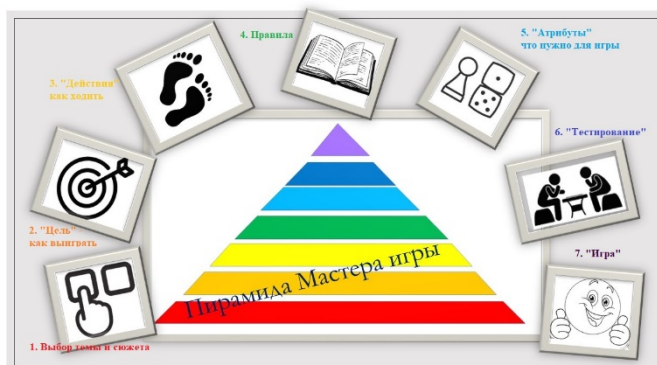 1. Выбор темы и сюжета
2. "Цель"
как выиграть
3. "Действия"
как ходить
4. Правила
5. "Атрибуты"
что нужно для игры
6. "Тестирование"
7. "Игра"
Пирамида Мастера игры